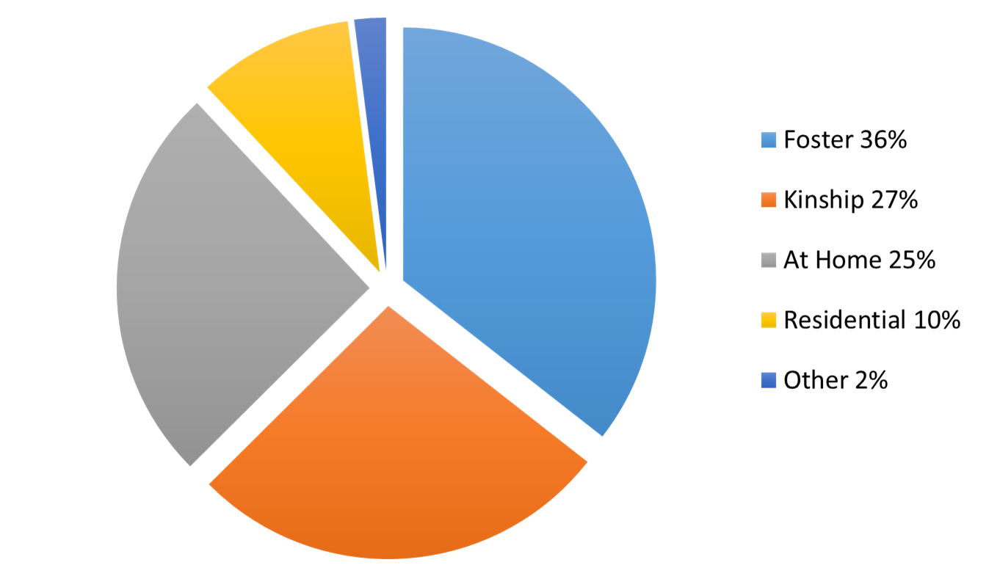 Foster 36%
Kinship 27%
At Home 25%
Residential 10%
Other 2%